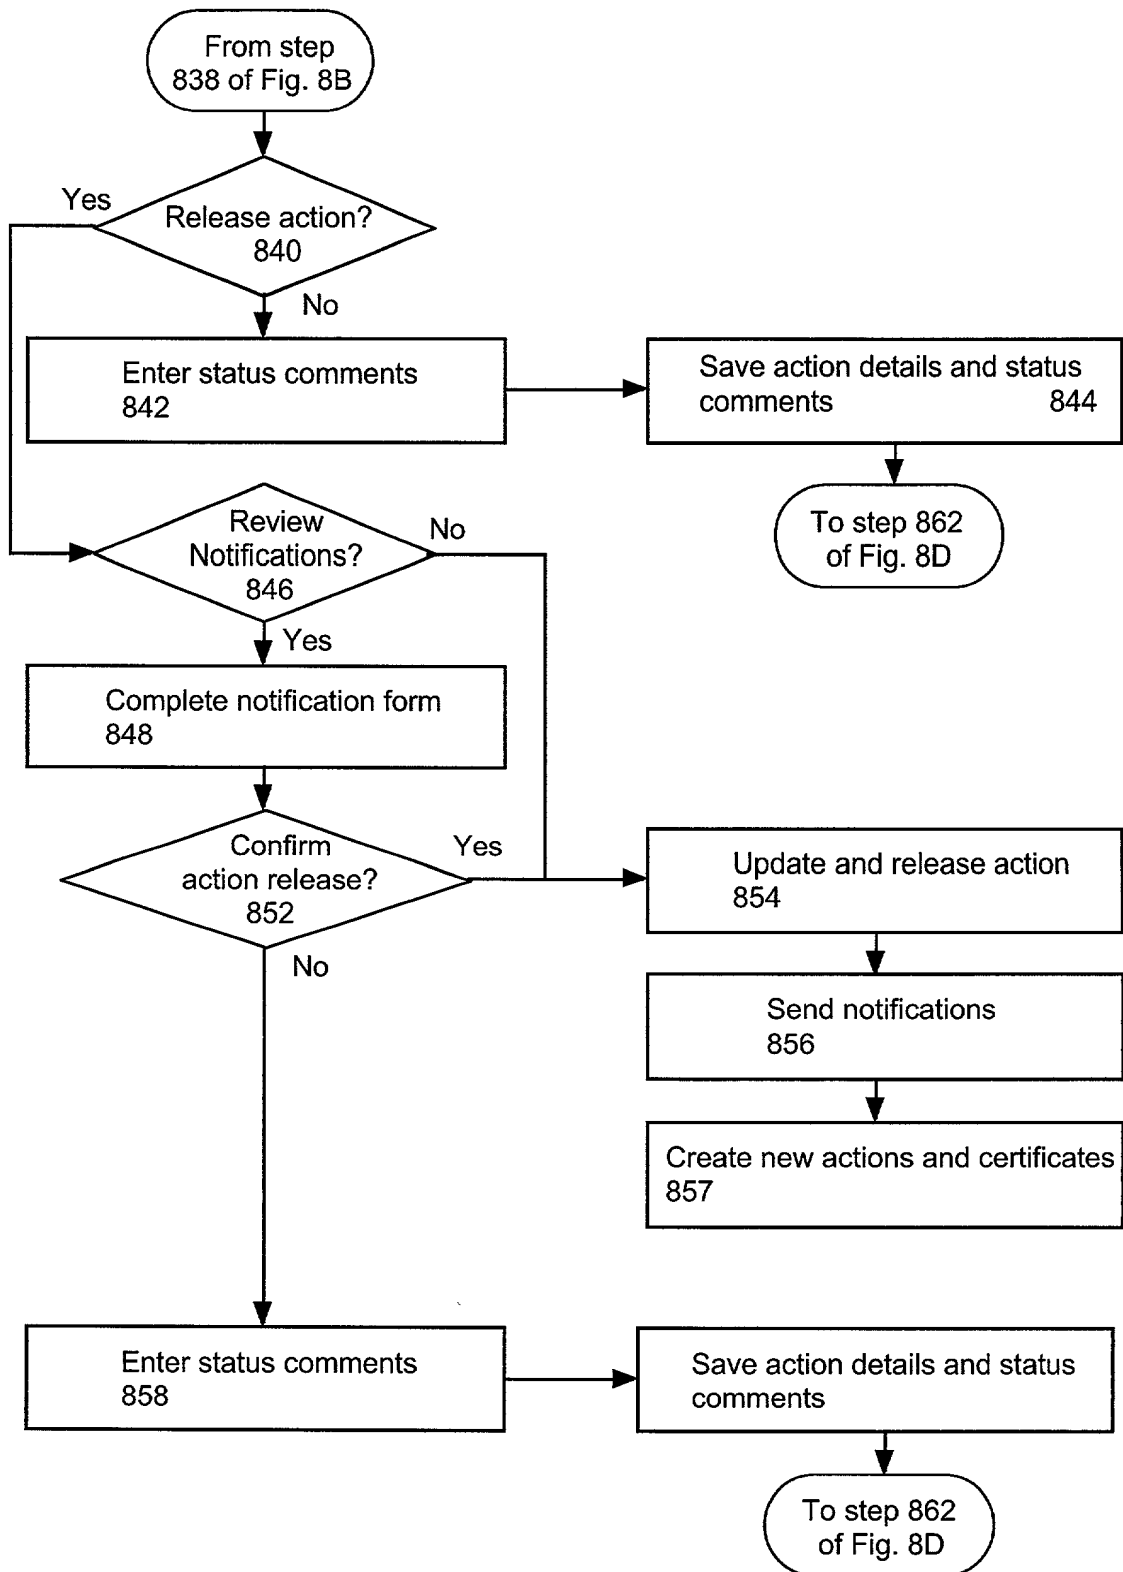 From step
838 of Fig. 8B
Yes
Release action?
840
No
Enter status comments
842
Save action details and status
comments 844
To step 862
of Fig. 8D
Review
Notifications?
846
No
Yes
Complete notification form
848
Confirm
action release?
852
Yes
No
Update and release action
854
Send notifications
856
Create new actions and certificates
857
Enter status comments
858
Save action details and status
comments
To step 862
of Fig. 8D